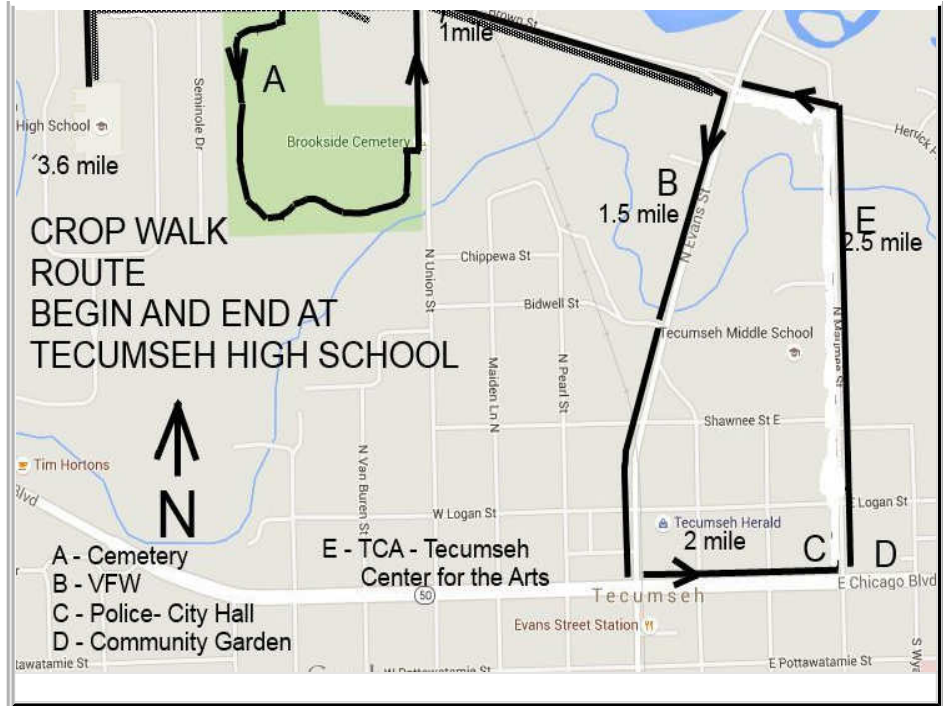 Brown St
1mile
A
Seminole Dr
High School
Brookside Cemetery
Herrick
3.6 mile
B
1.5 mile
N Evans St
E
2.5 mile
CROP WALK
ROUTE
BEGIN AND END AT
TECUMSEH HIGH SCHOOL
N Union St
Chippewa St
Bidwell St
Tecumseh Middle School
N Maumee St
Maiden Ln N
N Pearl St
Shawnee St E
Tim Hortons
Blvd
N Van Buren St
N
W Logan St
E Logan St
Tecumseh Herald
2 mile
C
D
A - Cemetery
B - VFW
C - Police- City Hall
D - Community Garden
E - TCA - Tecumseh
Center for the Arts
50
E Chicago Blvd
Tecumseh
Evans Street Station
tawatamie St
W Pottawatamie St
E Pottawatamie St
S Wy